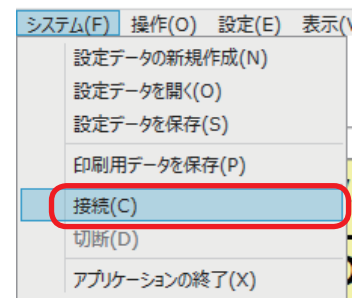 システム(F) 操作(O) 設定(E) 表示(
設定データの新規作成(N)
設定データを開く(O)
設定データを保存(S)
印刷用データを保存(P)
接続(C)
切断(D)
アプリケーションの終了(X)